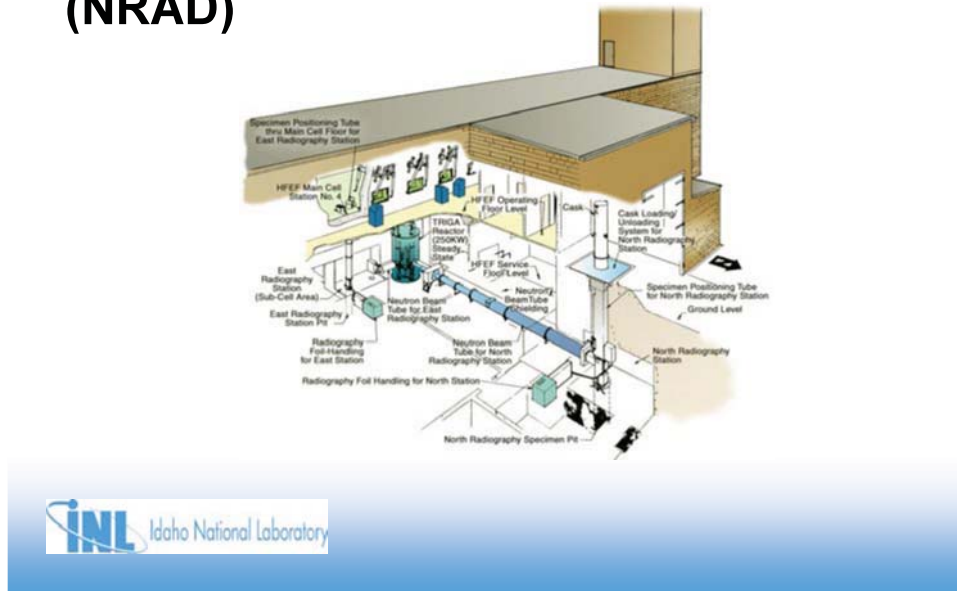 (NRAD)
Specimen Positioning Tube
thru Main Cell Floor for
East Radiography Station
HFEF Main Cell
Station No. 4
HFEF Operating
Floor Level
Cask
Cask Loading/
Unloading
System for
North Radiography
Station
TRIGA
Reactor
(250KW)
Steady
State
HFEF Service
Floor Level
East
Radiography
Station
(Sub-Cell Area)
East Radiography
Station Pit
Neutron Beam
Tube for East
Radiography Station
Neutron
Beam Tube
Shielding
Specimen Positioning Tube
for North Radiography Station
Ground Level
Radiography
Foil-Handling
for East Station
Neutron Beam
Tube for North
Radiography Station
North Radiography
Station
Radiography Foil Handling for North Station
North Radiography Specimen Pit
INL Idaho National Laboratory